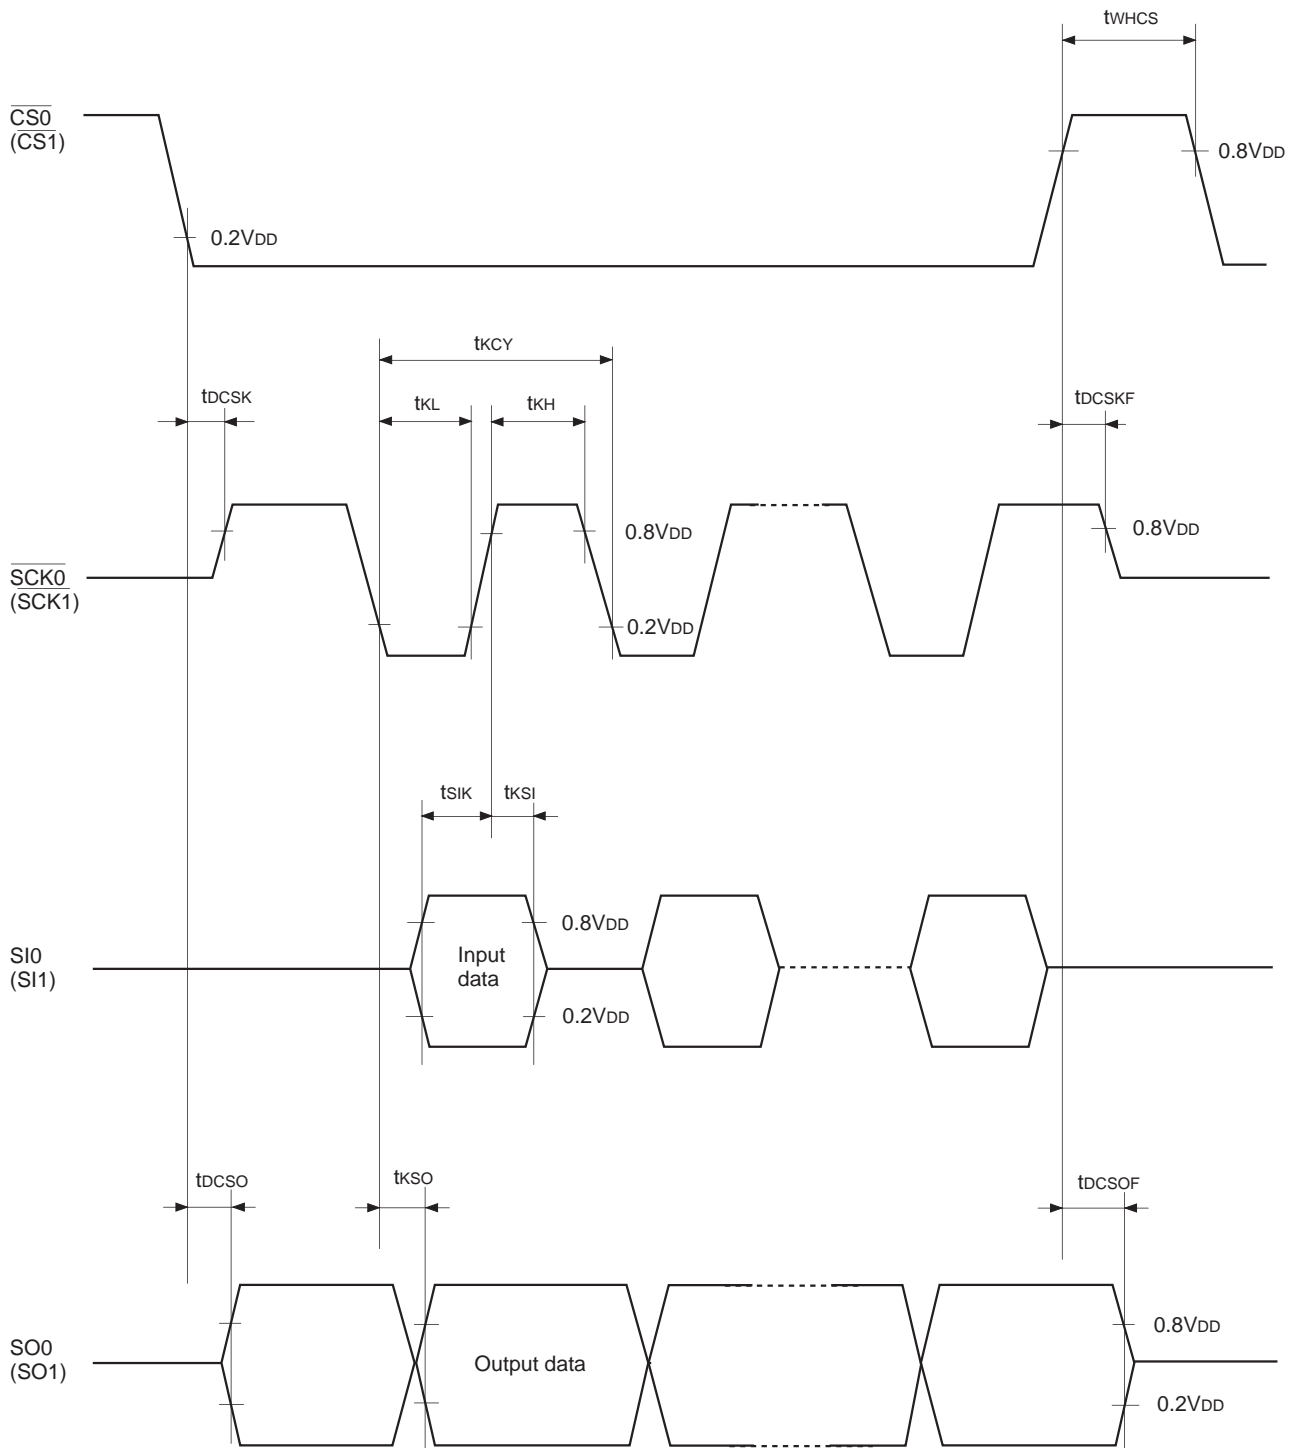 tWHCS
CS0
(CS1)
0.8VDD
0.2VDD
tKCY
tDCSK
tKL
tKH
tDCSKF
0.8VDD
0.8VDD
SCK0
(SCK1)
0.2VDD
tSIK
tKSI
0.8VDD
SI0
(SI1)
Input
data
0.2VDD
tDCSO
tKSO
tDCSOF
0.8VDD
SO0
(SO1)
Output data
0.2VDD